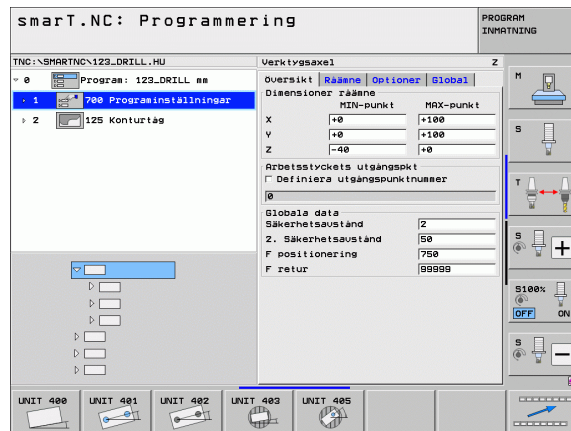 smarT.NC: Programmering
PROGRAM
INMATNING
TNC:\SMARTNC\123_DRILL.HU
0 Program: 123_DRILL mm
1 700 Programinställningar
2 125 Konturtåg
Verktygsaxel Z
Översikt Råämne Optioner Global
Dimensioner råämne
MIN-punkt MAX-punkt
X +0 +100
Y +0 +100
Z -40 +0
Arbetsstyckets utgångspkt
Definiera utgångspunktnummer
0
Globala data
Säkerhetsavstånd 2
2. Säkerhetsavstånd 50
F positionering 750
F retur 99999
M
S
T
S
S100%
OFF ON
S
UNIT 400 UNIT 401 UNIT 402 UNIT 403 UNIT 405